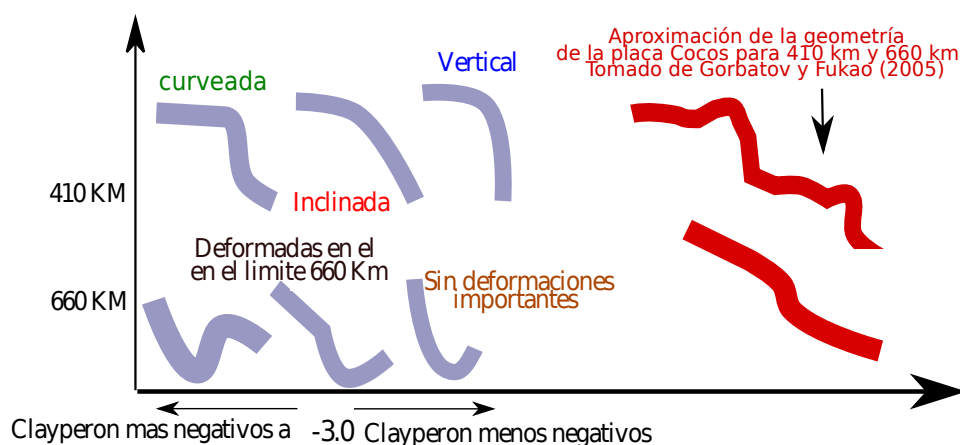 Aproximación de la geometría
de la placa Cocos para 410 km y 660 km
Tomado de Gorbatov y Fukao (2005)
Vertical
curveada
410 KM
Inclinada
Deformadas en el
en el limite 660 Km
Sin deformaciones
importantes
660 KM
Clayperon mas negativos a -3.0 Clayperon menos negativos